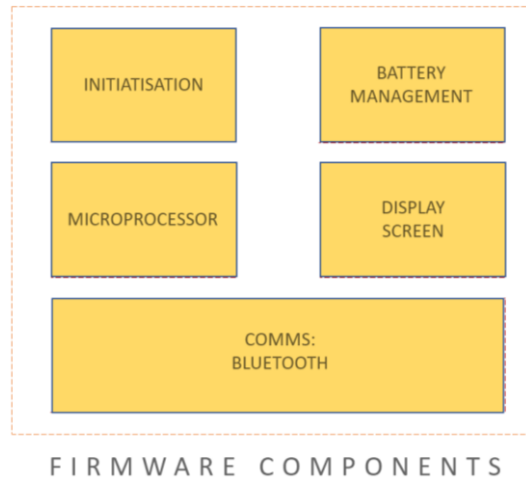 INITIATISATION
BATTERY
MANAGEMENT
MICROPROCESSOR
DISPLAY
SCREEN
COMMS:
BLUETOOTH
FIRMWARE COMPONENTS